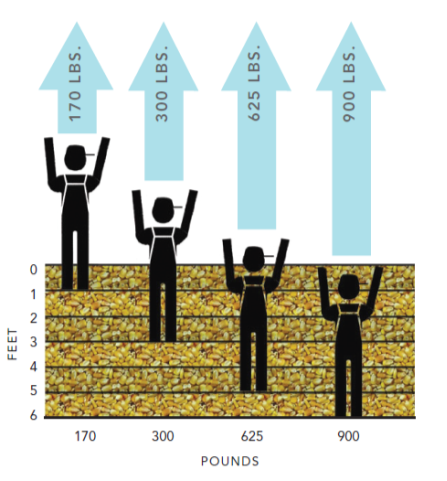 170 LBS.
300 LBS.
625 LBS.
900 LBS.
FEET
0
1
2
3
4
5
6
170
300
625
900
POUNDS